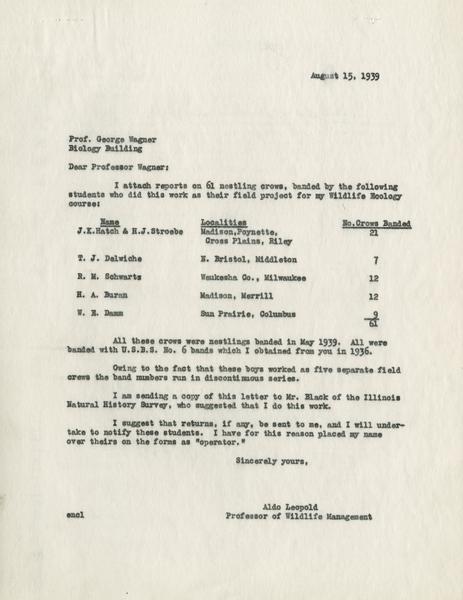 August 15, 1939
Prof. George Wagner
Biology Building
Dear Professor Wagner:
I attach reports on 61 nestling crows, banded by the following
students who did this work as their field project for my Wildlife Ecology
course:
Name Localities No.Crows Banded
J.K.Hatch & H.J.Stroebe Madison,Poynette, 21
Cross Plains, Riley
T. J. Delwiche N. Bristol, Middleton 7
R. M. Schwartz Waukesha Co., Milwaukee 12
H. A. Buran Madison, Merrill 12
W. E. Damm Sun Prairie, Columbus 9
61
All these crows were nestlings banded in May 1939. All were
banded with U.S.B.S. No. 6 bands which I obtained from you in 1936.
Owing to the fact that these boys worked as five separate field
crews the band numbers run in discontinuous series.
I am sending a copy of this letter to Mr. Black of the Illinois
Natural History Survey, who suggested that I do this work.
I suggest that returns, if any, be sent to me, and I will under-
take to notify these students. I have for this reason placed my name
over theirs on the forms as "operator."
Sincerely yours,
Aldo Leopold
encl Professor of Wildlife Management